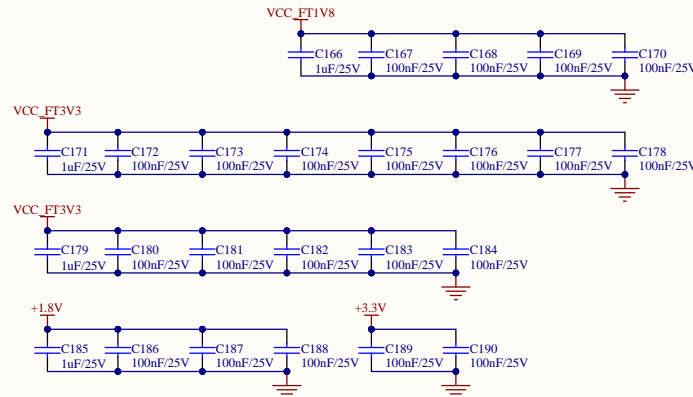 VCC_FT1V8
C166 C167 C168 C169 C170
1uF/25V 100nF/25V 100nF/25V 100nF/25V 100nF/25V
VCC_FT3V3
C171 C172 C173 C174 C175 C176 C177 C178
1uF/25V 100nF/25V 100nF/25V 100nF/25V 100nF/25V 100nF/25V 100nF/25V 100nF/25V
VCC_FT3V3
C179 C180 C181 C182 C183 C184
1uF/25V 100nF/25V 100nF/25V 100nF/25V 100nF/25V 100nF/25V
+1.8V +3.3V
C185 C186 C187 C188 C189 C190
1uF/25V 100nF/25V 100nF/25V 100nF/25V 100nF/25V 100nF/25V